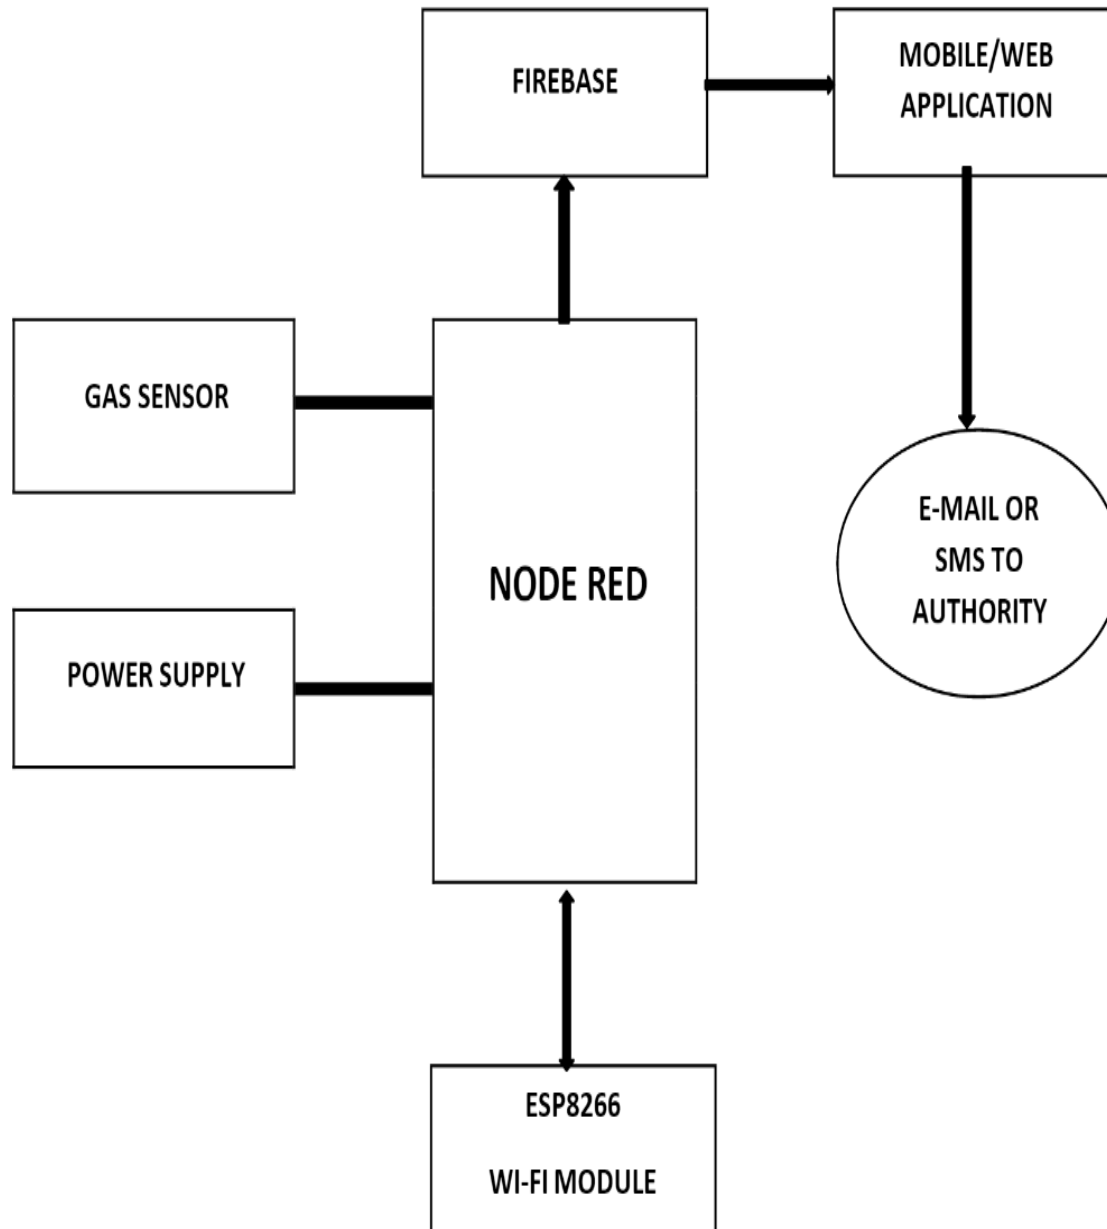 FIREBASE
MOBILE/WEB
APPLICATION
GAS SENSOR
NODE RED
POWER SUPPLY
E-MAIL OR
SMS TO
AUTHORITY
ESP8266
WI-FI MODULE